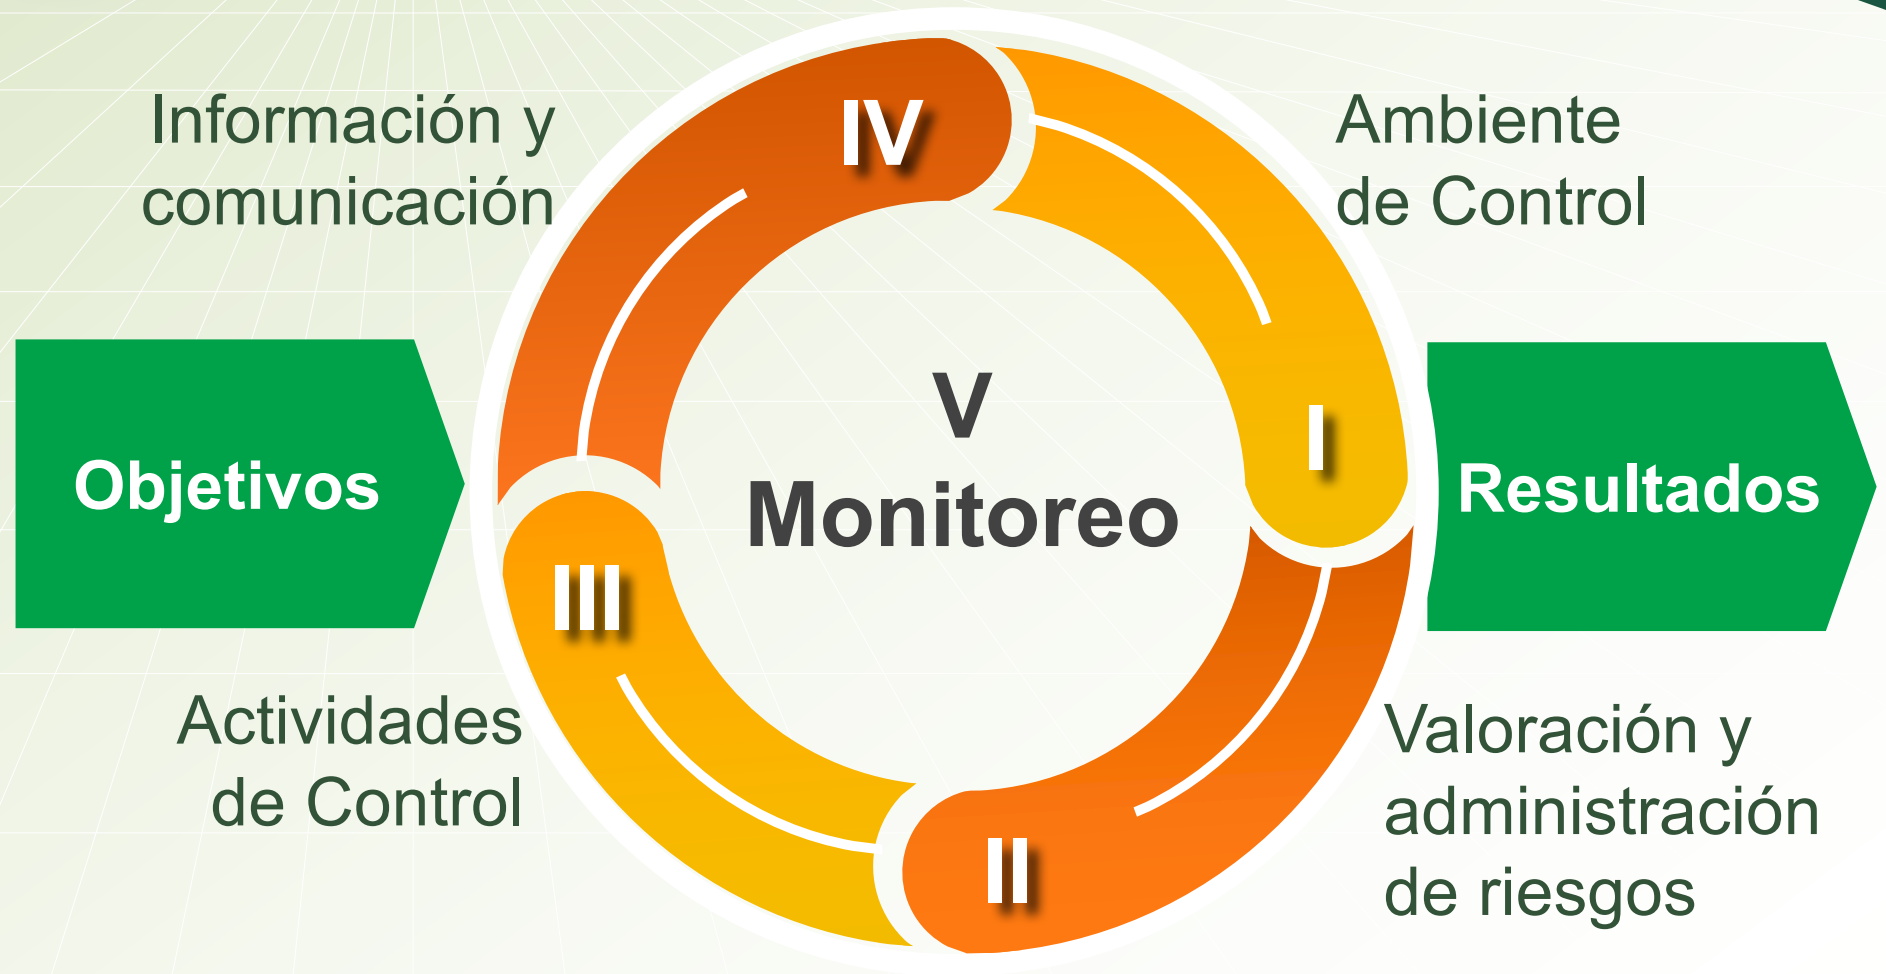 Información y
comunicación
IV
Ambiente
de Control
Objetivos
V
Monitoreo
I
Resultados
III
Actividades
de Control
II
Valoración y
administración
de riesgos